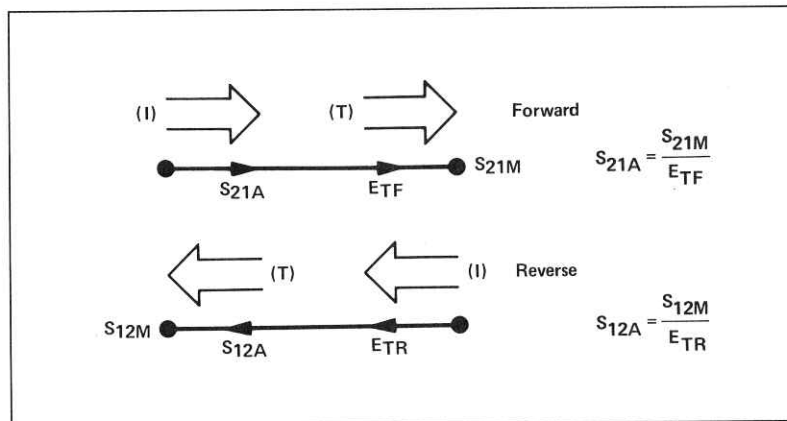 (I) (T) Forward
S21A ETF S21M
S21A = S21M / ETF
(T) (I) Reverse
S12M S12A ETR
S12A = S12M / ETR